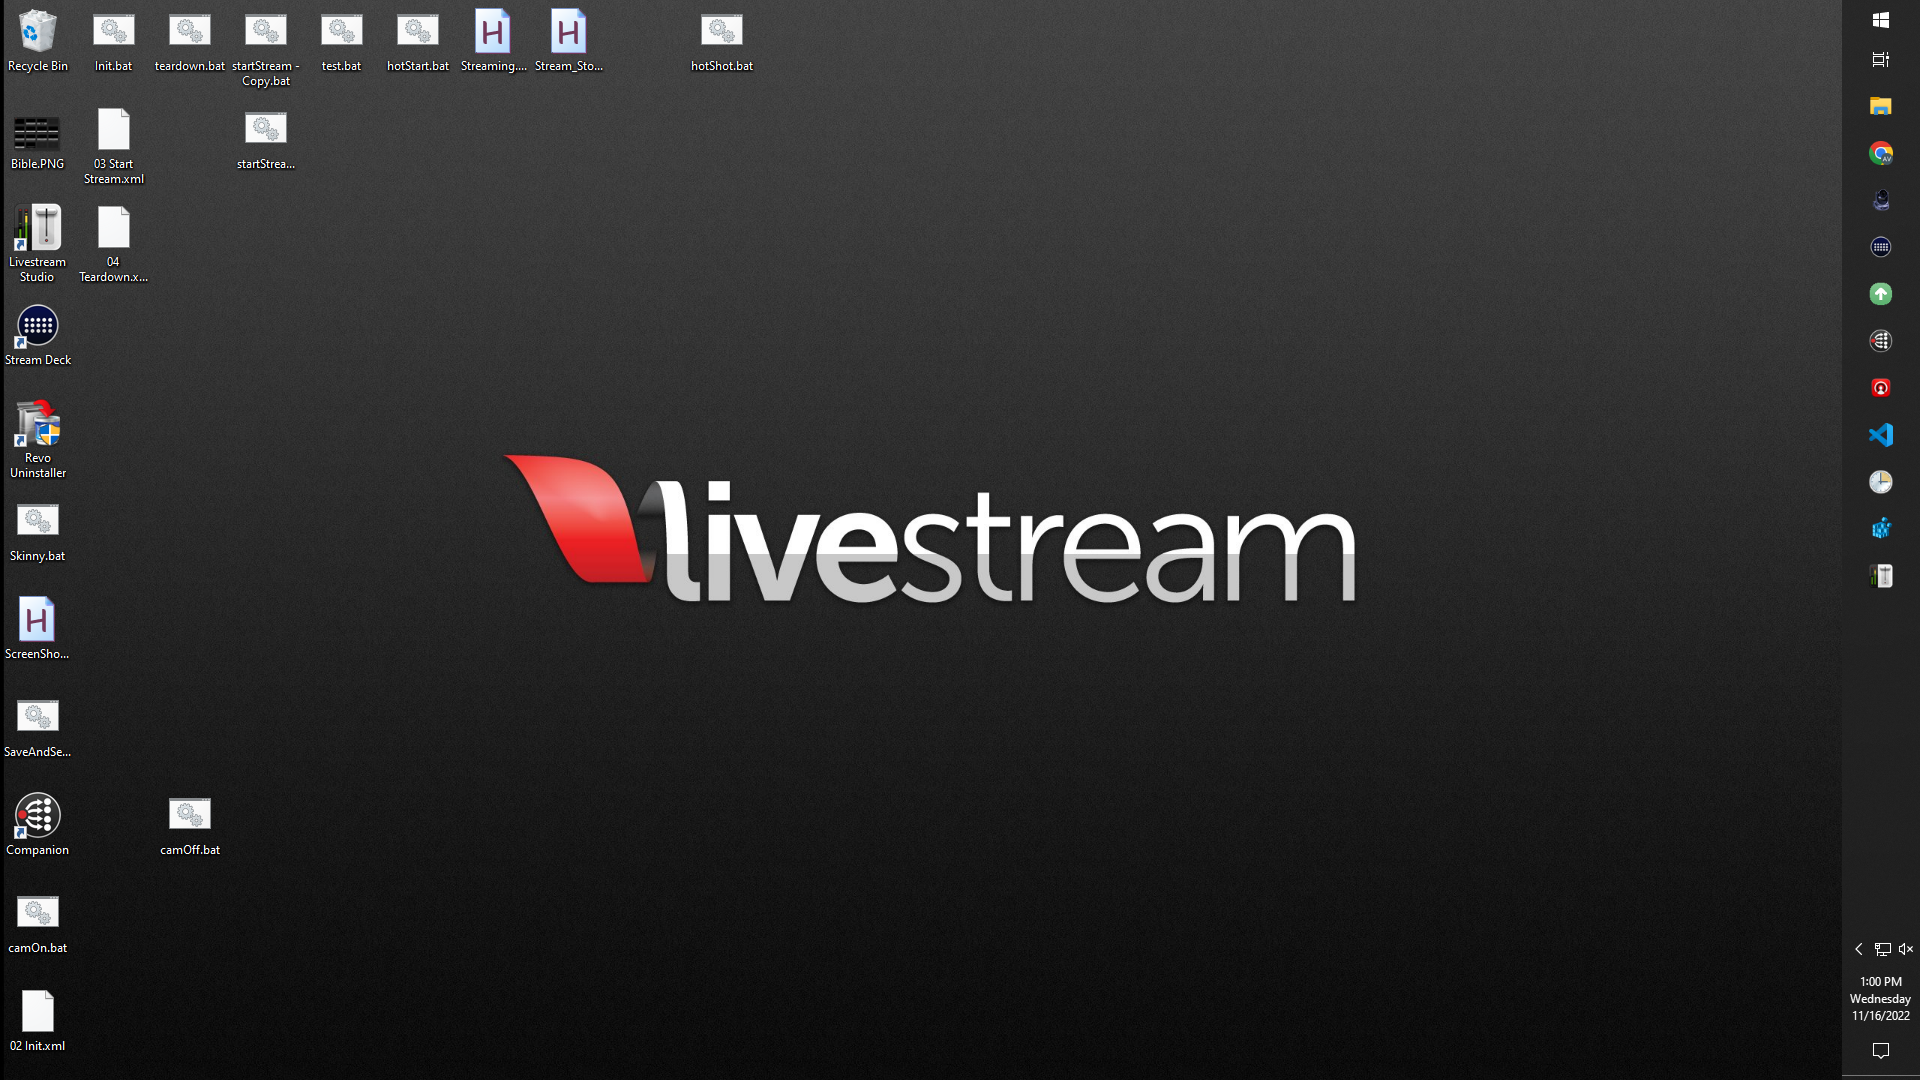 Recycle Bin
Init.bat
teardown.bat
startStream -
Copy.bat
test.bat
hotStart.bat
Streaming....
Stream_Sto...
hotShot.bat
Bible.PNG
03 Start
Stream.xml
startStrea...
Livestream
Studio
04
Teardown.x...
Stream Deck
Revo
Uninstaller
Skinny.bat
livestream
ScreenSho...
SaveAndSe...
Companion
camOff.bat
camOn.bat
02 Init.xml
AV
1:00 PM
Wednesday
11/16/2022